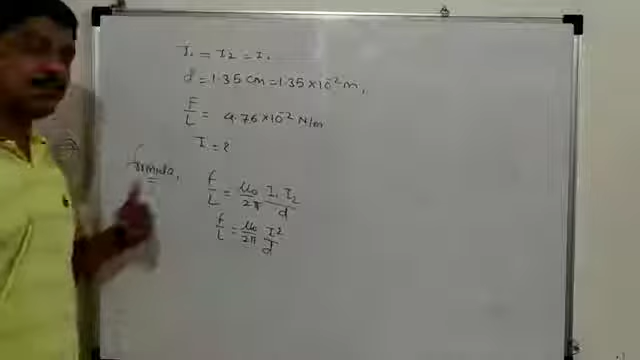 I₁ = I₂ = I.
d = 1.35 cm = 1.35 × 10⁻² m,
F/L = 4.76 × 10⁻² N/m
I = ?
formula,
F/L = μ₀/2π I₁ I₂/d
F/L = μ₀/2π I²/d